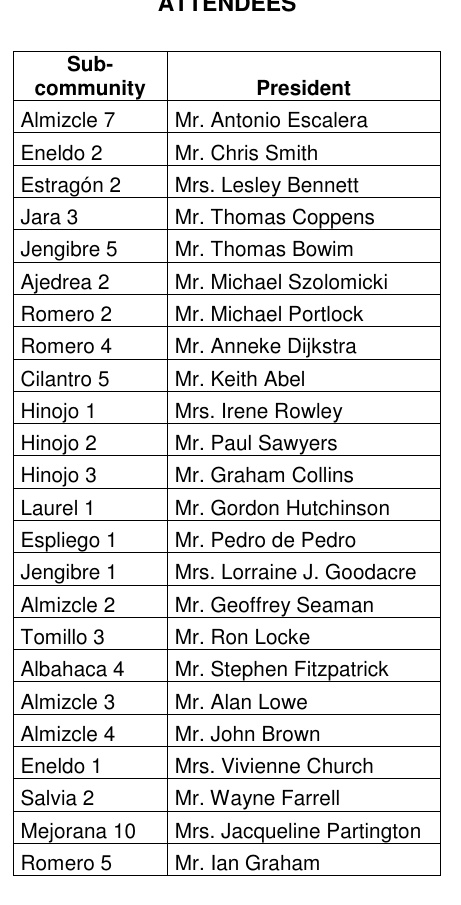 ATTENDEES
Sub-
community President
Almizcle 7 Mr. Antonio Escalera
Eneldo 2 Mr. Chris Smith
Estragón 2 Mrs. Lesley Bennett
Jara 3 Mr. Thomas Coppens
Jengibre 5 Mr. Thomas Bowim
Ajedrea 2 Mr. Michael Szolomicki
Romero 2 Mr. Michael Portlock
Romero 4 Mr. Anneke Dijkstra
Cilantro 5 Mr. Keith Abel
Hinojo 1 Mrs. Irene Rowley
Hinojo 2 Mr. Paul Sawyers
Hinojo 3 Mr. Graham Collins
Laurel 1 Mr. Gordon Hutchinson
Espliego 1 Mr. Pedro de Pedro
Jengibre 1 Mrs. Lorraine J. Goodacre
Almizcle 2 Mr. Geoffrey Seaman
Tomillo 3 Mr. Ron Locke
Albahaca 4 Mr. Stephen Fitzpatrick
Almizcle 3 Mr. Alan Lowe
Almizcle 4 Mr. John Brown
Eneldo 1 Mrs. Vivienne Church
Salvia 2 Mr. Wayne Farrell
Mejorana 10 Mrs. Jacqueline Partington
Romero 5 Mr. Ian Graham